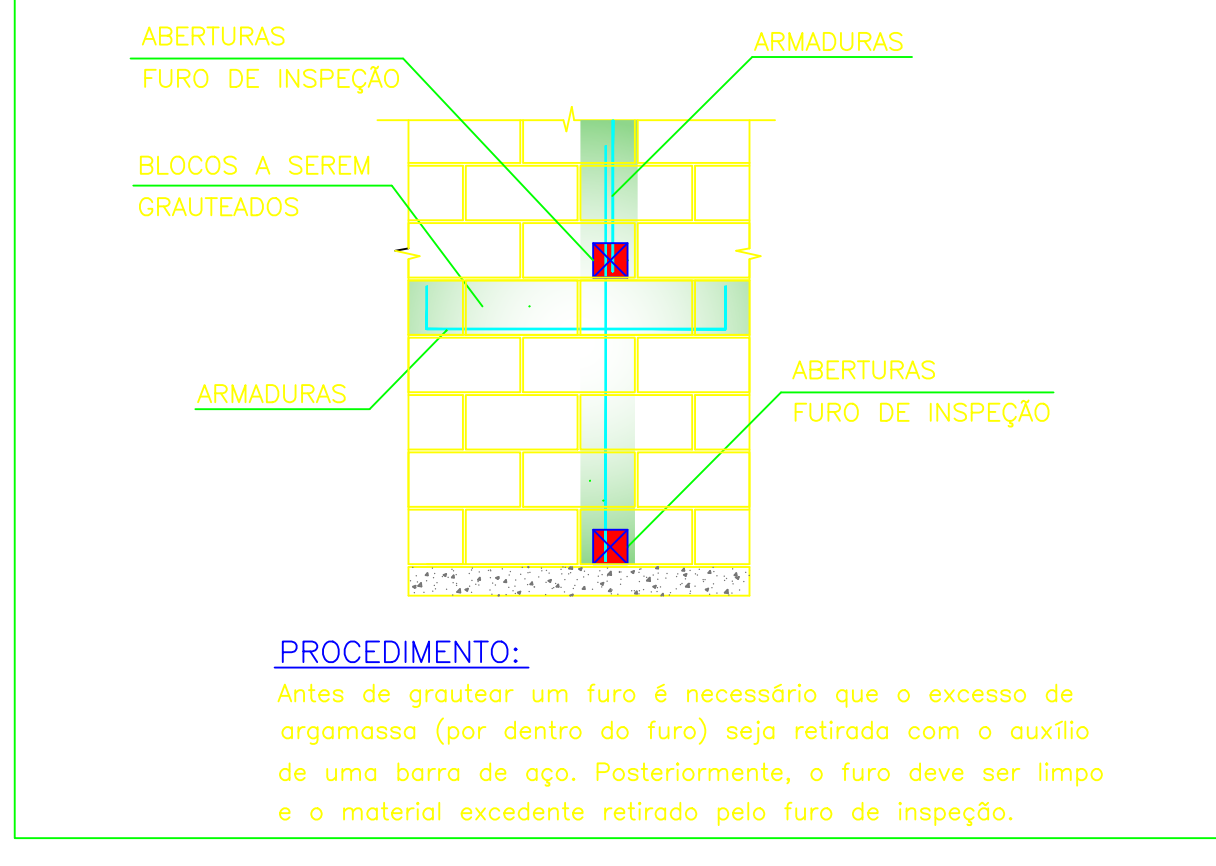 ABERTURAS
FURO DE INSPEÇÃO
ARMADURAS
BLOCOS A SEREM
GRAUTEADOS
ARMADURAS
ABERTURAS
FURO DE INSPEÇÃO
PROCEDIMENTO:
Antes de grautear um furo é necessário que o excesso de
argamassa (por dentro do furo) seja retirada com o auxílio
de uma barra de aço. Posteriormente, o furo deve ser limpo
e o material excedente retirado pelo furo de inspeção.